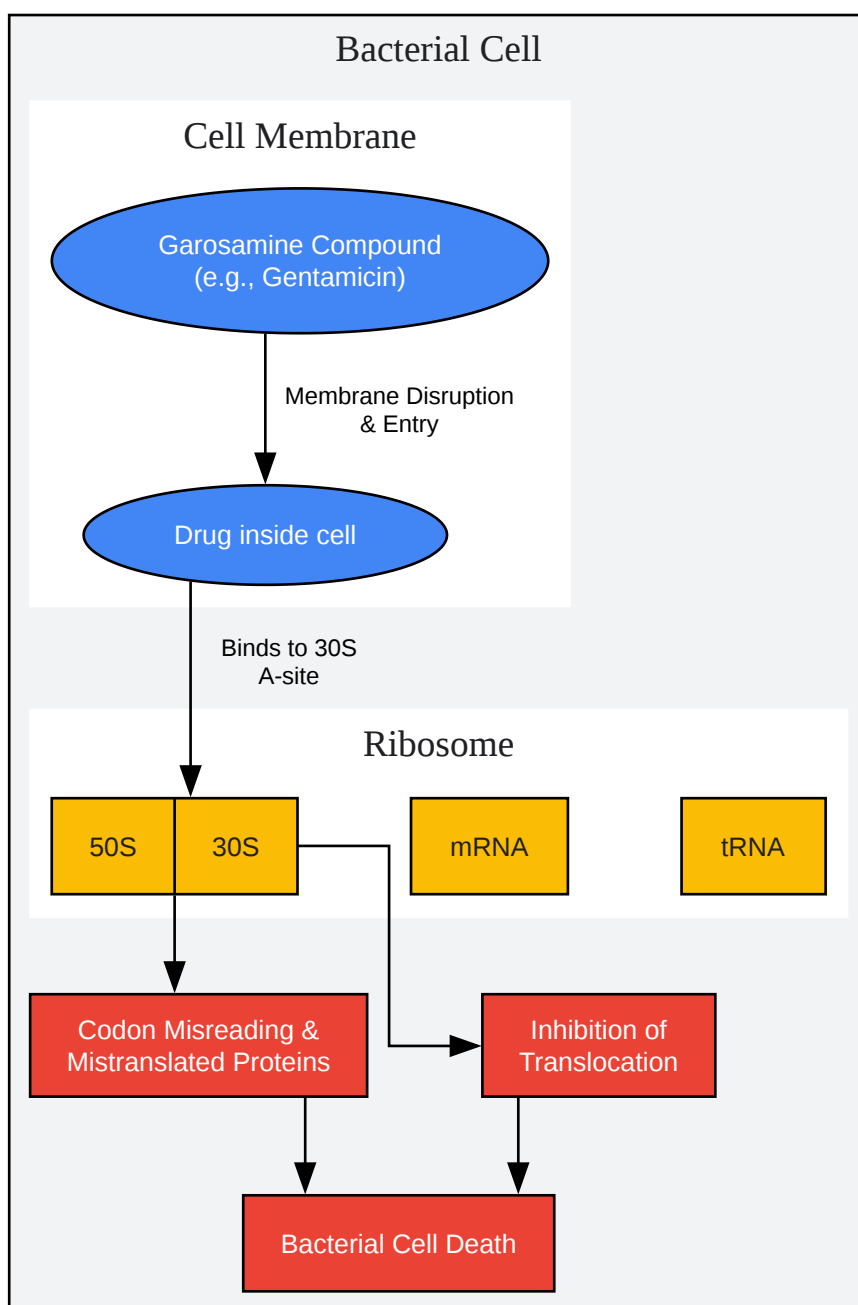 Bacterial Cell
Cell Membrane
Garosamine Compound
(e.g., Gentamicin)
Membrane Disruption
& Entry
Drug inside cell
Binds to 30S
A-site
Ribosome
50S
30S
mRNA
tRNA
Codon Misreading &
Mistranslated Proteins
Inhibition of
Translocation
Bacterial Cell Death